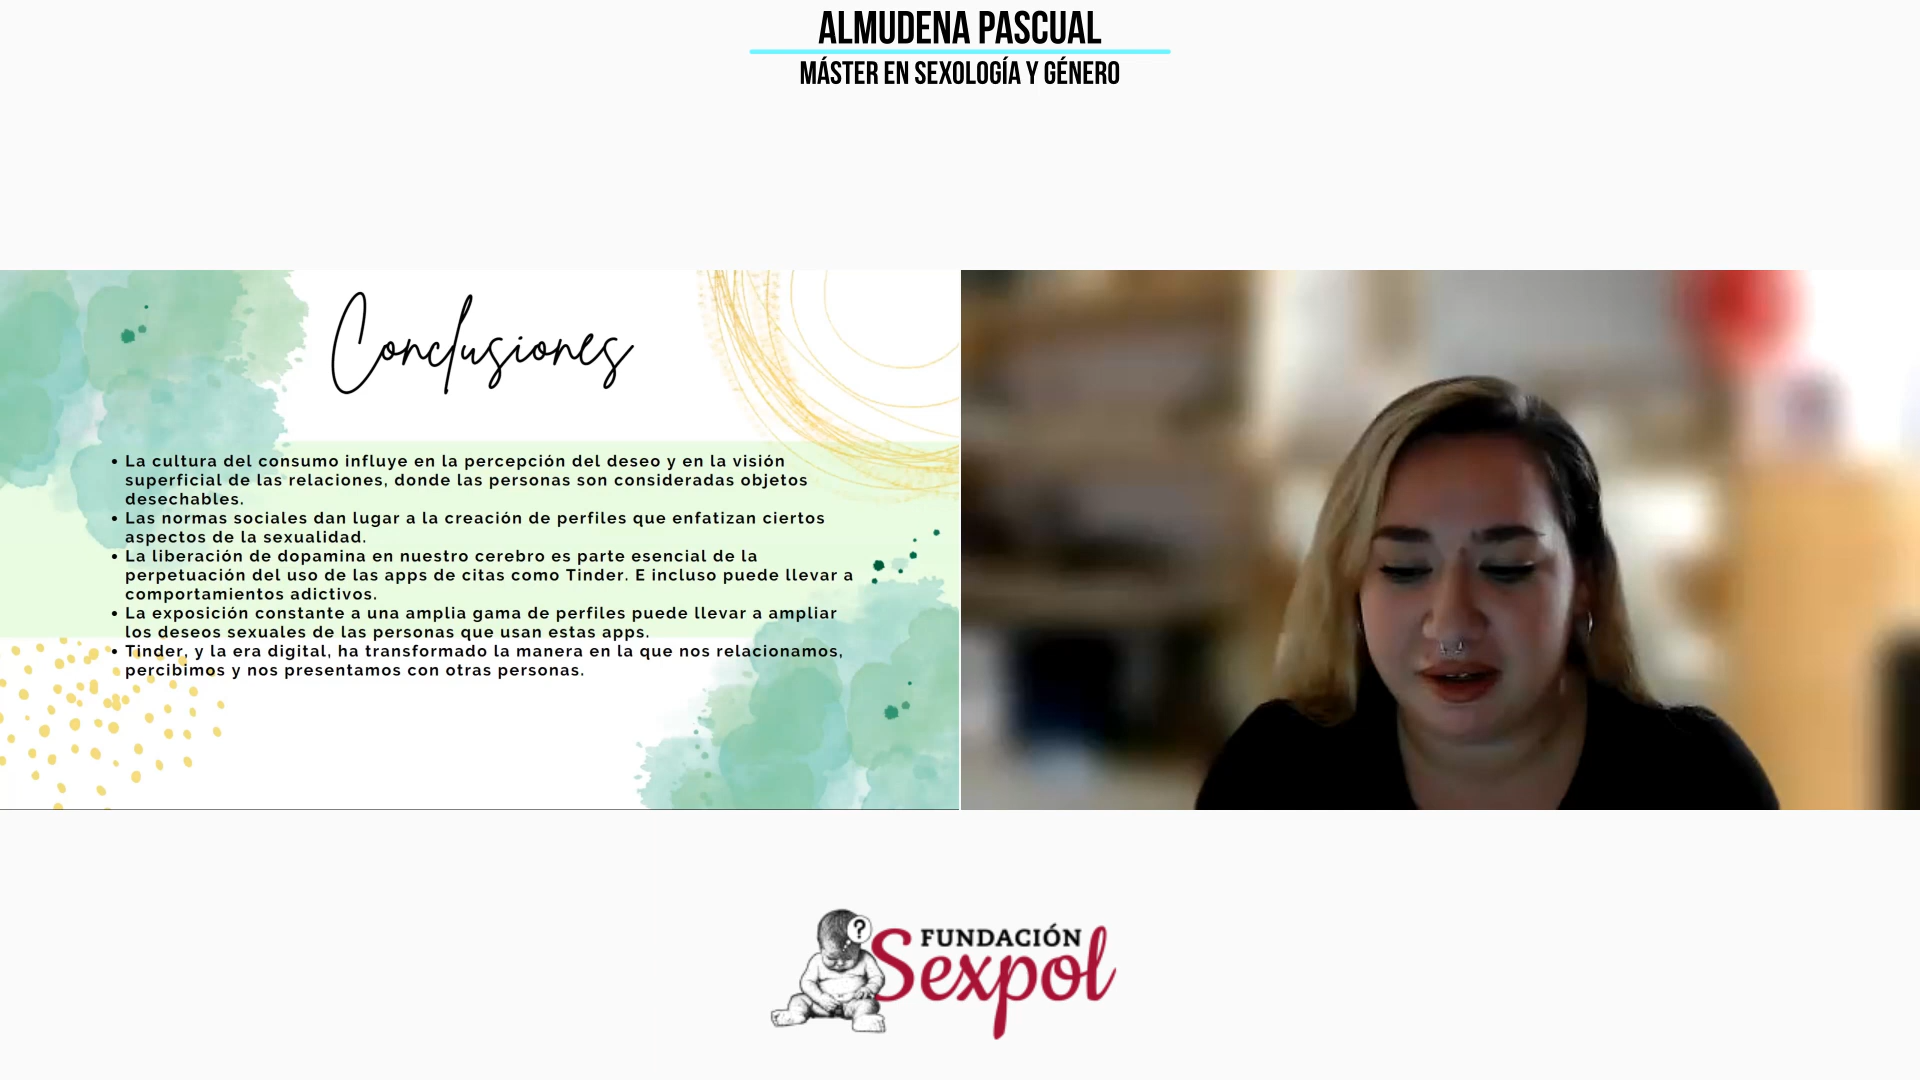 ALMUDENA PASCUAL
MÁSTER EN SEXOLOGÍA Y GÉNERO
Conclusiones
• La cultura del consumo influye en la percepción del deseo y en la visión
superficial de las relaciones, donde las personas son consideradas objetos
desechables.
• Las normas sociales dan lugar a la creación de perfiles que enfatizan ciertos
aspectos de la sexualidad.
• La liberación de dopamina en nuestro cerebro es parte esencial de la
perpetuación del uso de las apps de citas como Tinder. E incluso puede llevar a
comportamientos adictivos.
• La exposición constante a una amplia gama de perfiles puede llevar a ampliar
los deseos sexuales de las personas que usan estas apps.
• Tinder, y la era digital, ha transformado la manera en la que nos relacionamos,
percibimos y nos presentamos con otras personas.
?
FUNDACIÓN
Sexpol